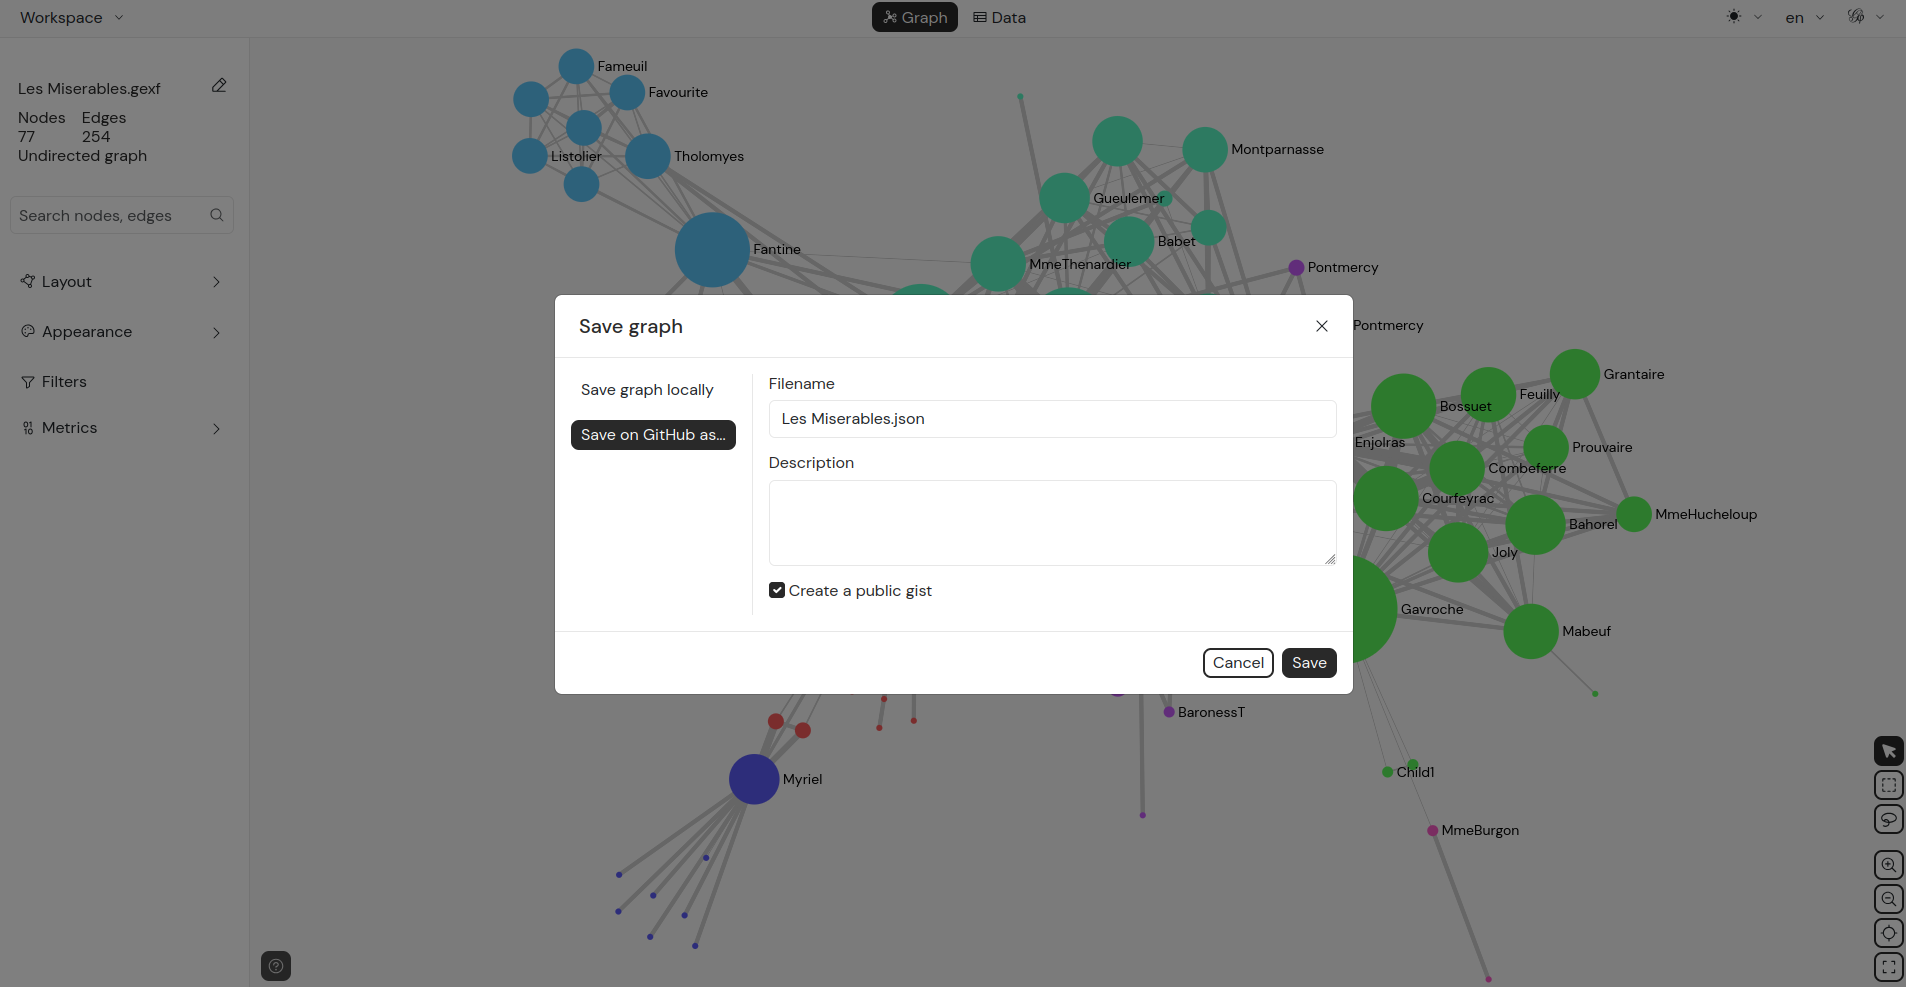 Workspace
Graph
Data
en
Les Miserables.gexf
Nodes Edges
77 254
Undirected graph
Search nodes, edges
Layout
Appearance
Filters
Metrics
Fameuil
Favourite
Listolier
Tholomyes
Fantine
Montparnasse
Gueulemer
Babet
MmeThenardier
Pontmercy
Save graph
Save graph locally
Save on GitHub as...
Filename
Les Miserables.json
Description
Create a public gist
Cancel
Save
Pontmercy
Grantaire
Feuilly
Bossuet
Enjolras
Prouvaire
Combeferre
Courfeyrac
MmeHucheloup
Bahorel
Joly
Gavroche
Mabeuf
BaronessT
Myriel
Child1
MmeBurgon